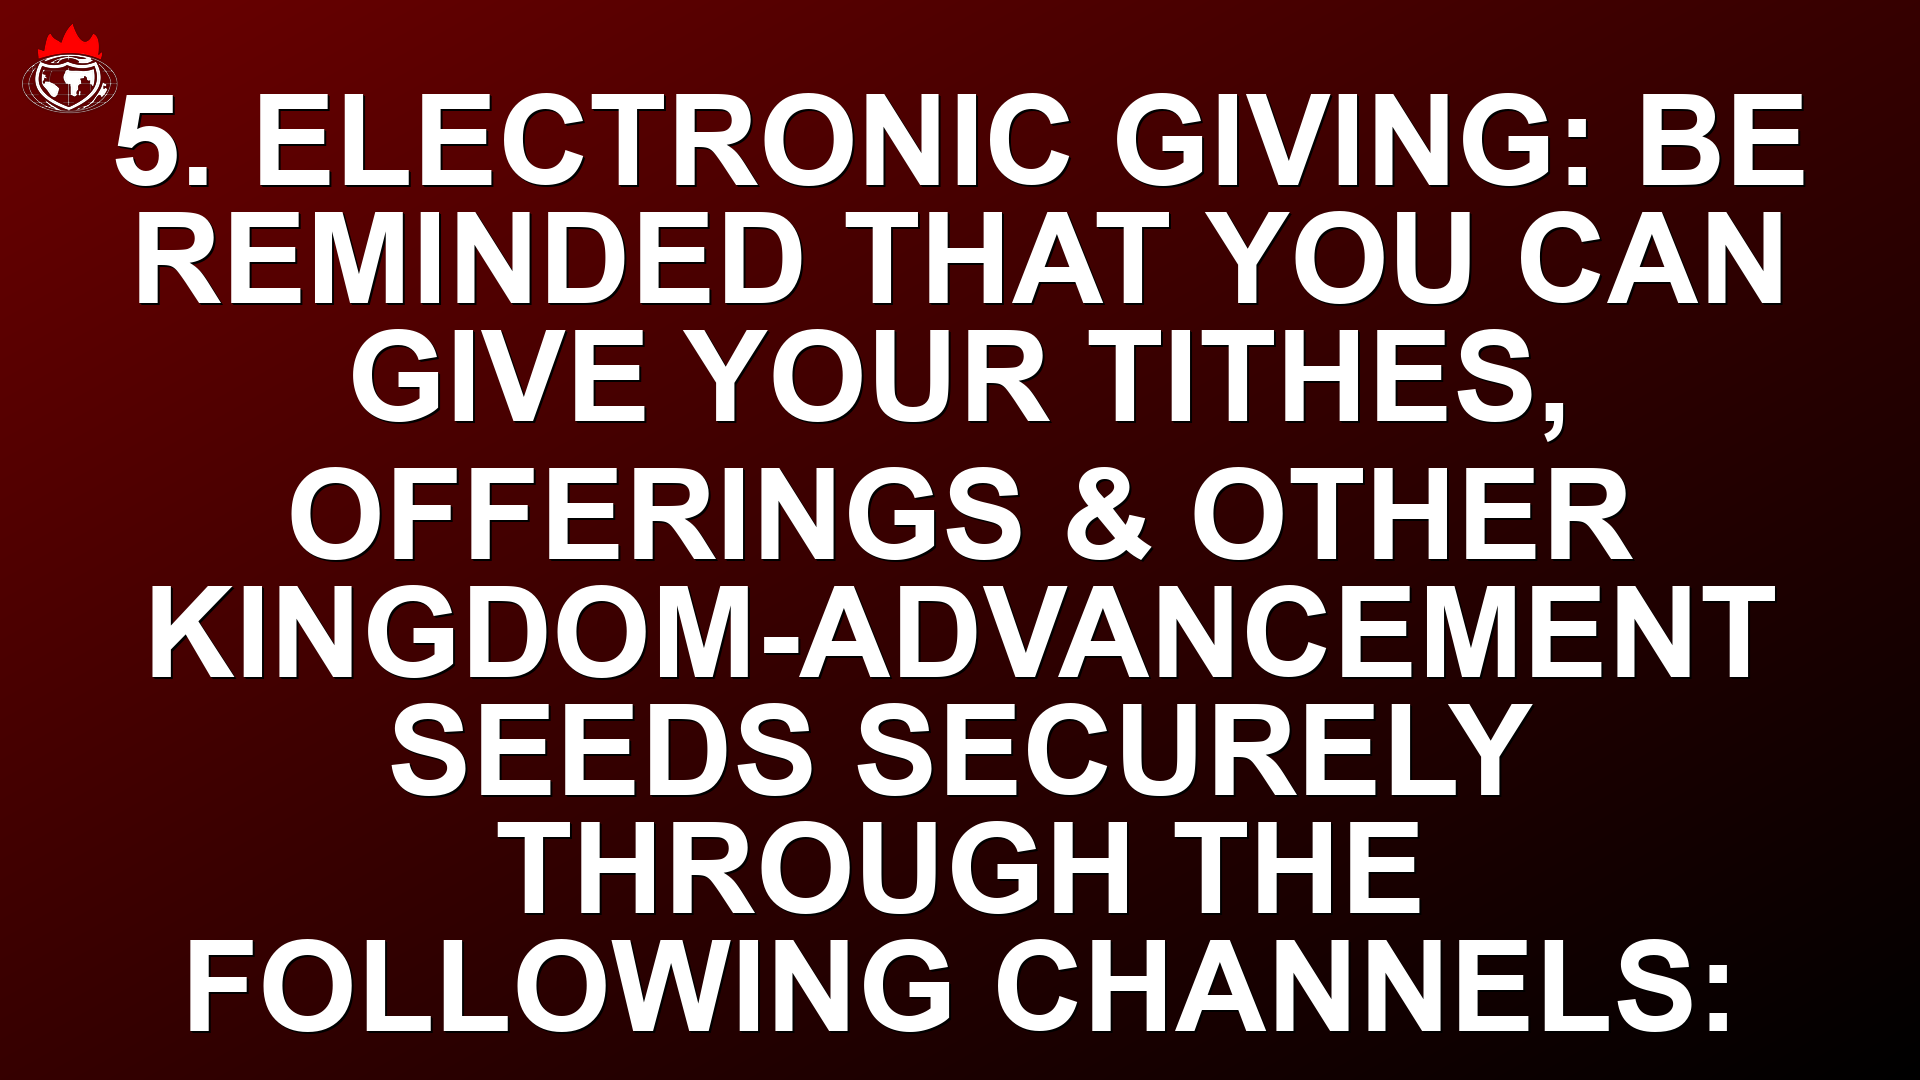 5. ELECTRONIC GIVING: BE
REMINDED THAT YOU CAN
GIVE YOUR TITHES,
OFFERINGS & OTHER
KINGDOM-ADVANCEMENT
SEEDS SECURELY
THROUGH THE
FOLLOWING CHANNELS: